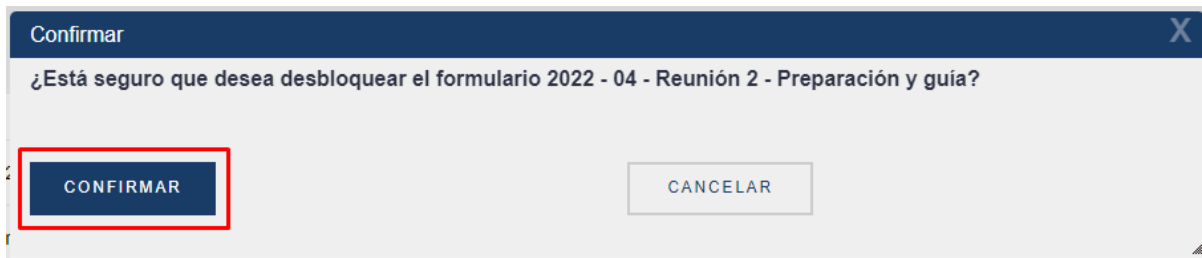 Confirmar X
¿Está seguro que desea desbloquear el formulario 2022 - 04 - Reunión 2 - Preparación y guía?
CONFIRMAR CANCELAR